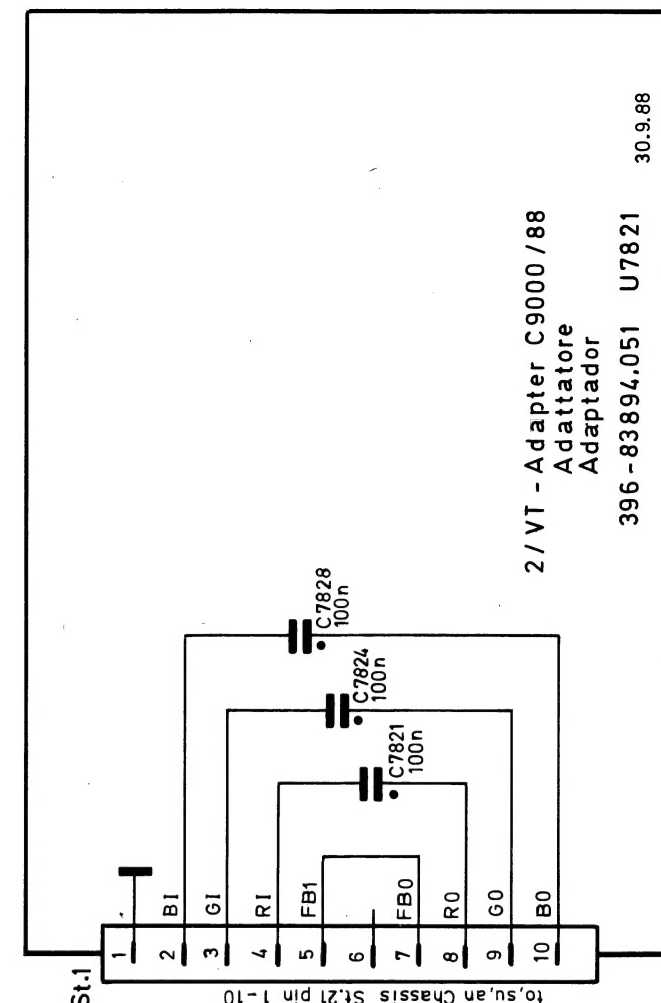 30.9.88
2/VT-Adapter C9000/88
Adattatore
Adaptador
396-83894.051 U7821
C7828
100n
C7824
100n
C7821
100n
BI
GI
RI
FB1
FB0
R0
G0
B0
1
2
3
4
5
6
7
8
9
10
St.1
to,su,an Chassis St.21 pin 1-10